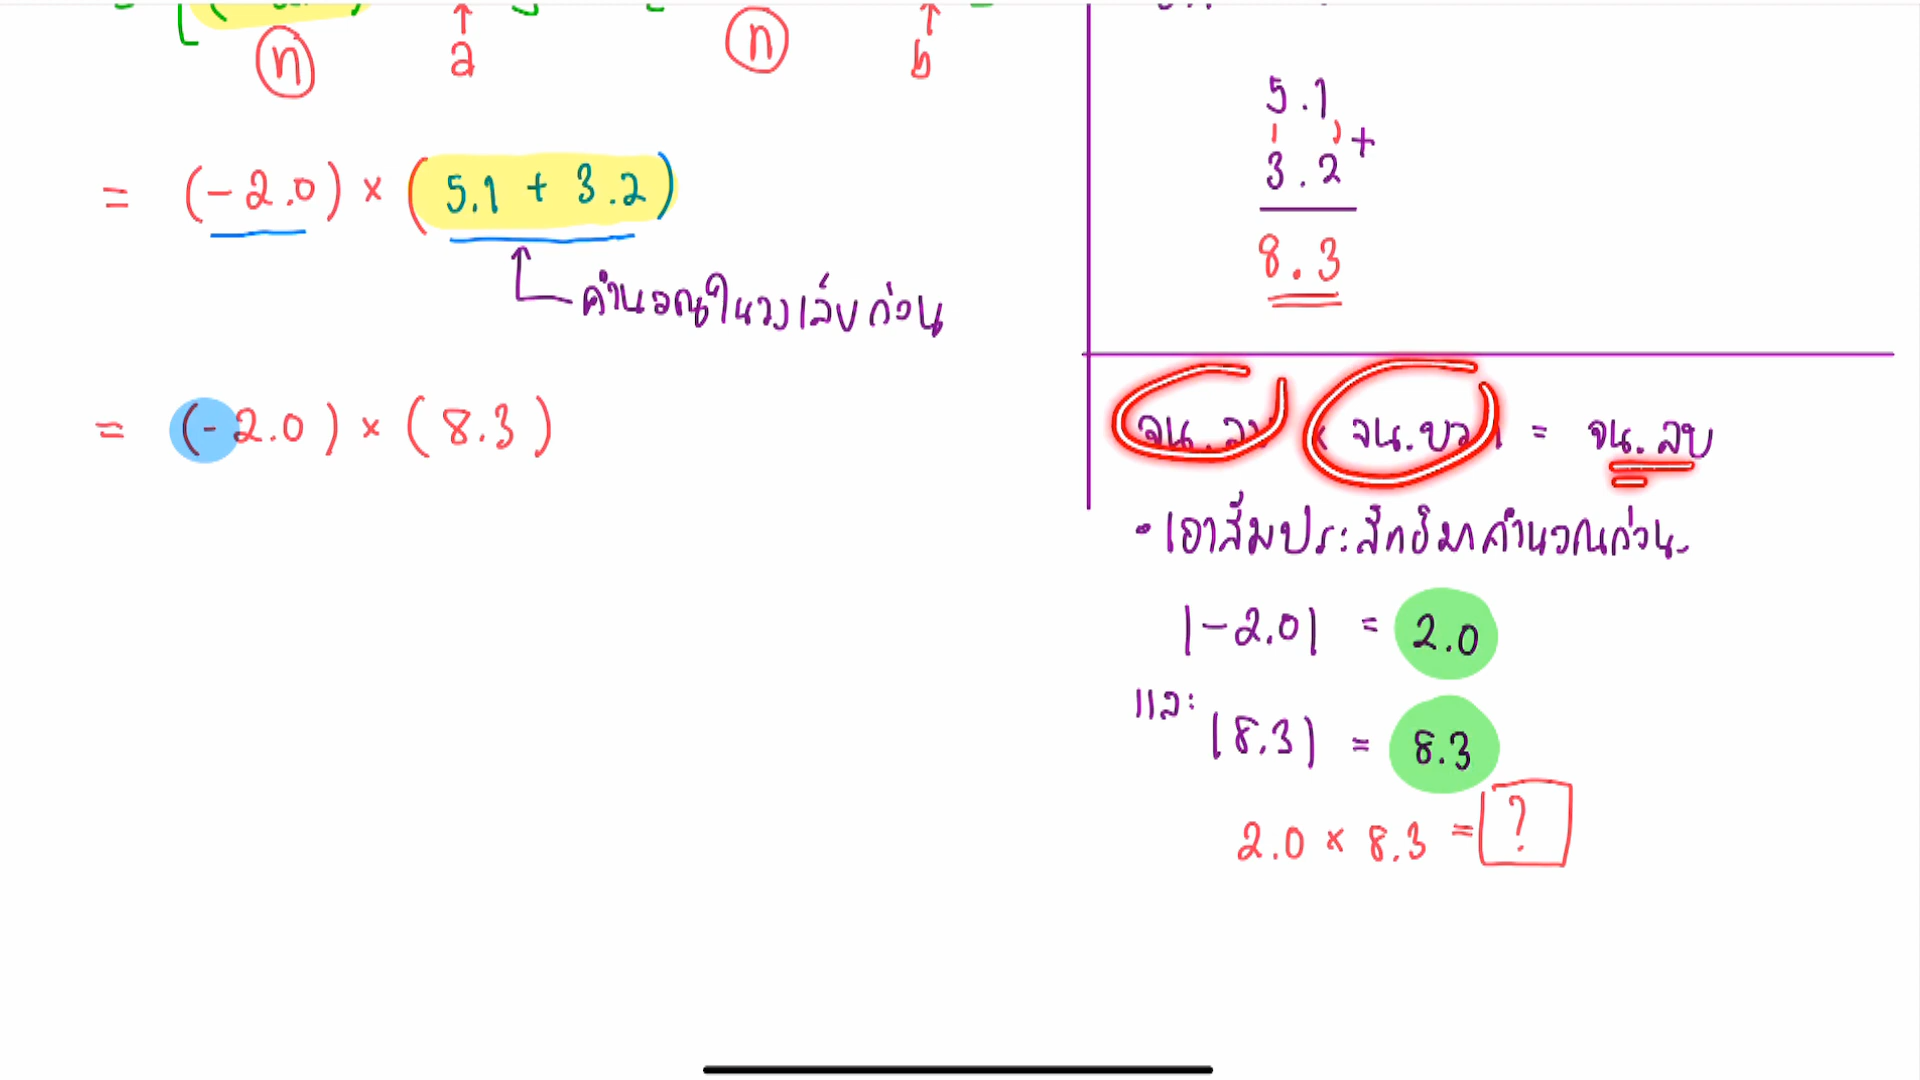 n a n b
= (-2.0) × (5.1 + 3.2)
คำนวณในวงเล็บก่อน
= (-2.0) × (8.3)
5.1
+
3.2
8.3
จน.ลบ × จน.บวก = จน.ลบ
• เอาสัมประสิทธิ์มาคำนวณก่อน.
|-2.0| = 2.0
และ |8.3| = 8.3
2.0 × 8.3 = ?